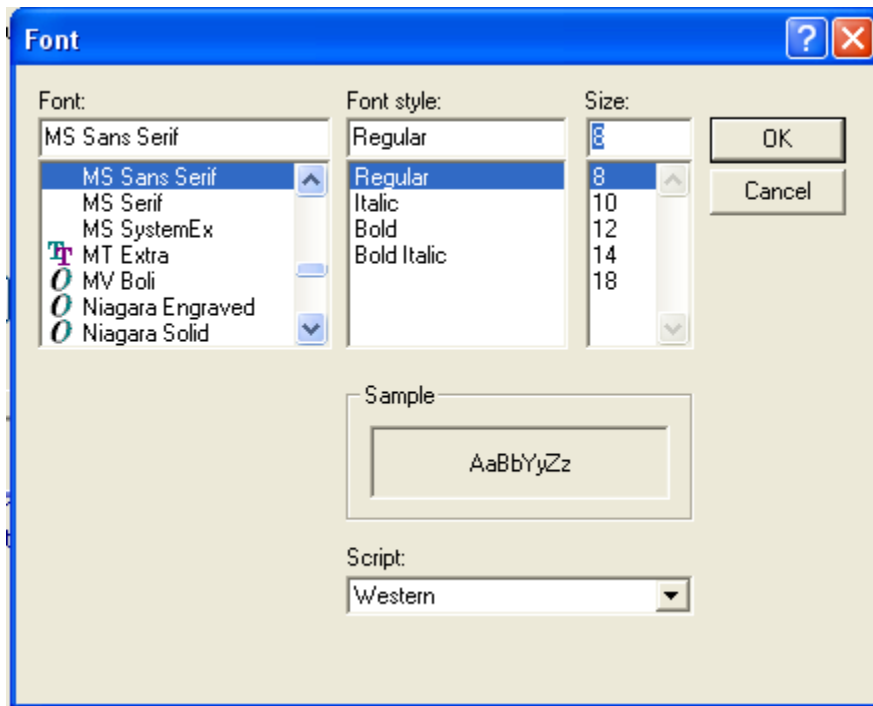 Font
Font:
MS Sans Serif
MS Sans Serif
MS Serif
MS SystemEx
MT Extra
MV Boli
Niagara Engraved
Niagara Solid
Font style:
Regular
Regular
Italic
Bold
Bold Italic
Size:
8
8
10
12
14
18
OK
Cancel
Sample
AaBbYyZz
Script:
Western